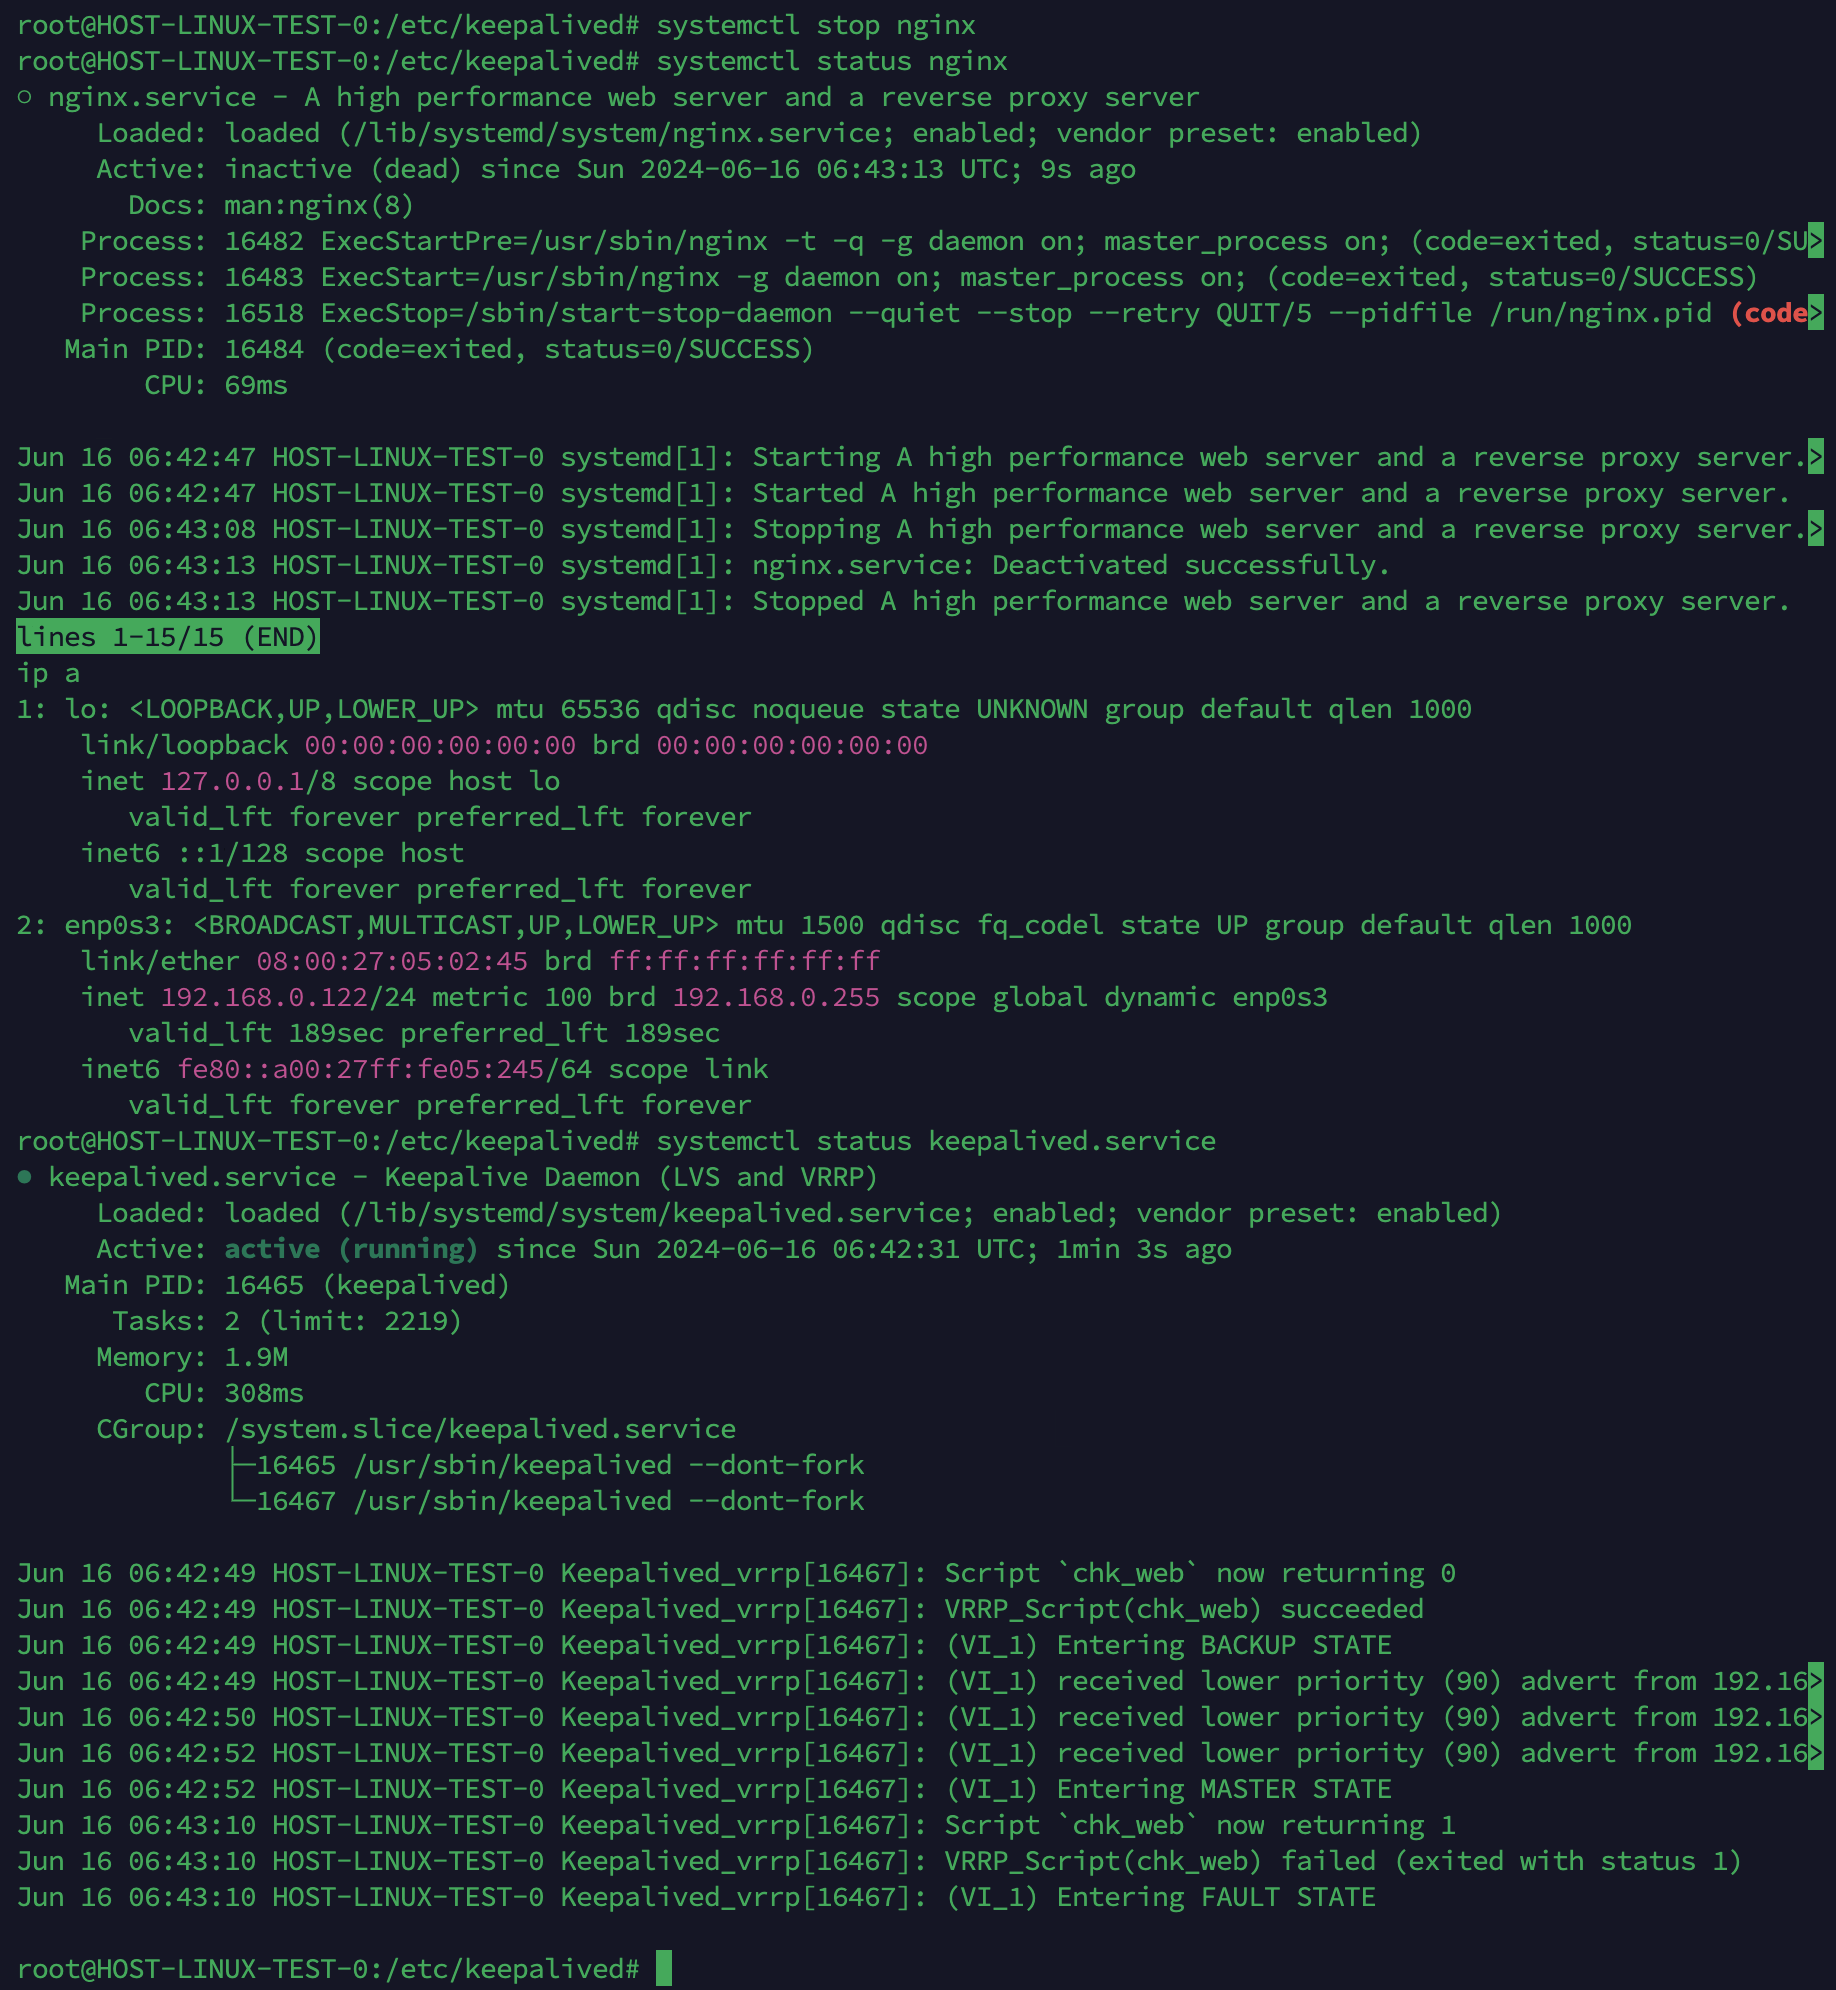 root@HOST-LINUX-TEST-0:/etc/keepalived# systemctl stop nginx
root@HOST-LINUX-TEST-0:/etc/keepalived# systemctl status nginx
○ nginx.service - A high performance web server and a reverse proxy server
     Loaded: loaded (/lib/systemd/system/nginx.service; enabled; vendor preset: enabled)
     Active: inactive (dead) since Sun 2024-06-16 06:43:13 UTC; 9s ago
       Docs: man:nginx(8)
    Process: 16482 ExecStartPre=/usr/sbin/nginx -t -q -g daemon on; master_process on; (code=exited, status=0/SU>
    Process: 16483 ExecStart=/usr/sbin/nginx -g daemon on; master_process on; (code=exited, status=0/SUCCESS)
    Process: 16518 ExecStop=/sbin/start-stop-daemon --quiet --stop --retry QUIT/5 --pidfile /run/nginx.pid (code>
   Main PID: 16484 (code=exited, status=0/SUCCESS)
        CPU: 69ms

Jun 16 06:42:47 HOST-LINUX-TEST-0 systemd[1]: Starting A high performance web server and a reverse proxy server.>
Jun 16 06:42:47 HOST-LINUX-TEST-0 systemd[1]: Started A high performance web server and a reverse proxy server.
Jun 16 06:43:08 HOST-LINUX-TEST-0 systemd[1]: Stopping A high performance web server and a reverse proxy server.>
Jun 16 06:43:13 HOST-LINUX-TEST-0 systemd[1]: nginx.service: Deactivated successfully.
Jun 16 06:43:13 HOST-LINUX-TEST-0 systemd[1]: Stopped A high performance web server and a reverse proxy server.
lines 1-15/15 (END)
ip a
1: lo: <LOOPBACK,UP,LOWER_UP> mtu 65536 qdisc noqueue state UNKNOWN group default qlen 1000
    link/loopback 00:00:00:00:00:00 brd 00:00:00:00:00:00
    inet 127.0.0.1/8 scope host lo
       valid_lft forever preferred_lft forever
    inet6 ::1/128 scope host
       valid_lft forever preferred_lft forever
2: enp0s3: <BROADCAST,MULTICAST,UP,LOWER_UP> mtu 1500 qdisc fq_codel state UP group default qlen 1000
    link/ether 08:00:27:05:02:45 brd ff:ff:ff:ff:ff:ff
    inet 192.168.0.122/24 metric 100 brd 192.168.0.255 scope global dynamic enp0s3
       valid_lft 189sec preferred_lft 189sec
    inet6 fe80::a00:27ff:fe05:245/64 scope link
       valid_lft forever preferred_lft forever
root@HOST-LINUX-TEST-0:/etc/keepalived# systemctl status keepalived.service
● keepalived.service - Keepalive Daemon (LVS and VRRP)
     Loaded: loaded (/lib/systemd/system/keepalived.service; enabled; vendor preset: enabled)
     Active: active (running) since Sun 2024-06-16 06:42:31 UTC; 1min 3s ago
   Main PID: 16465 (keepalived)
      Tasks: 2 (limit: 2219)
     Memory: 1.9M
        CPU: 308ms
     CGroup: /system.slice/keepalived.service
             ├─16465 /usr/sbin/keepalived --dont-fork
             └─16467 /usr/sbin/keepalived --dont-fork

Jun 16 06:42:49 HOST-LINUX-TEST-0 Keepalived_vrrp[16467]: Script `chk_web` now returning 0
Jun 16 06:42:49 HOST-LINUX-TEST-0 Keepalived_vrrp[16467]: VRRP_Script(chk_web) succeeded
Jun 16 06:42:49 HOST-LINUX-TEST-0 Keepalived_vrrp[16467]: (VI_1) Entering BACKUP STATE
Jun 16 06:42:49 HOST-LINUX-TEST-0 Keepalived_vrrp[16467]: (VI_1) received lower priority (90) advert from 192.16>
Jun 16 06:42:50 HOST-LINUX-TEST-0 Keepalived_vrrp[16467]: (VI_1) received lower priority (90) advert from 192.16>
Jun 16 06:42:52 HOST-LINUX-TEST-0 Keepalived_vrrp[16467]: (VI_1) received lower priority (90) advert from 192.16>
Jun 16 06:42:52 HOST-LINUX-TEST-0 Keepalived_vrrp[16467]: (VI_1) Entering MASTER STATE
Jun 16 06:43:10 HOST-LINUX-TEST-0 Keepalived_vrrp[16467]: Script `chk_web` now returning 1
Jun 16 06:43:10 HOST-LINUX-TEST-0 Keepalived_vrrp[16467]: VRRP_Script(chk_web) failed (exited with status 1)
Jun 16 06:43:10 HOST-LINUX-TEST-0 Keepalived_vrrp[16467]: (VI_1) Entering FAULT STATE

root@HOST-LINUX-TEST-0:/etc/keepalived#